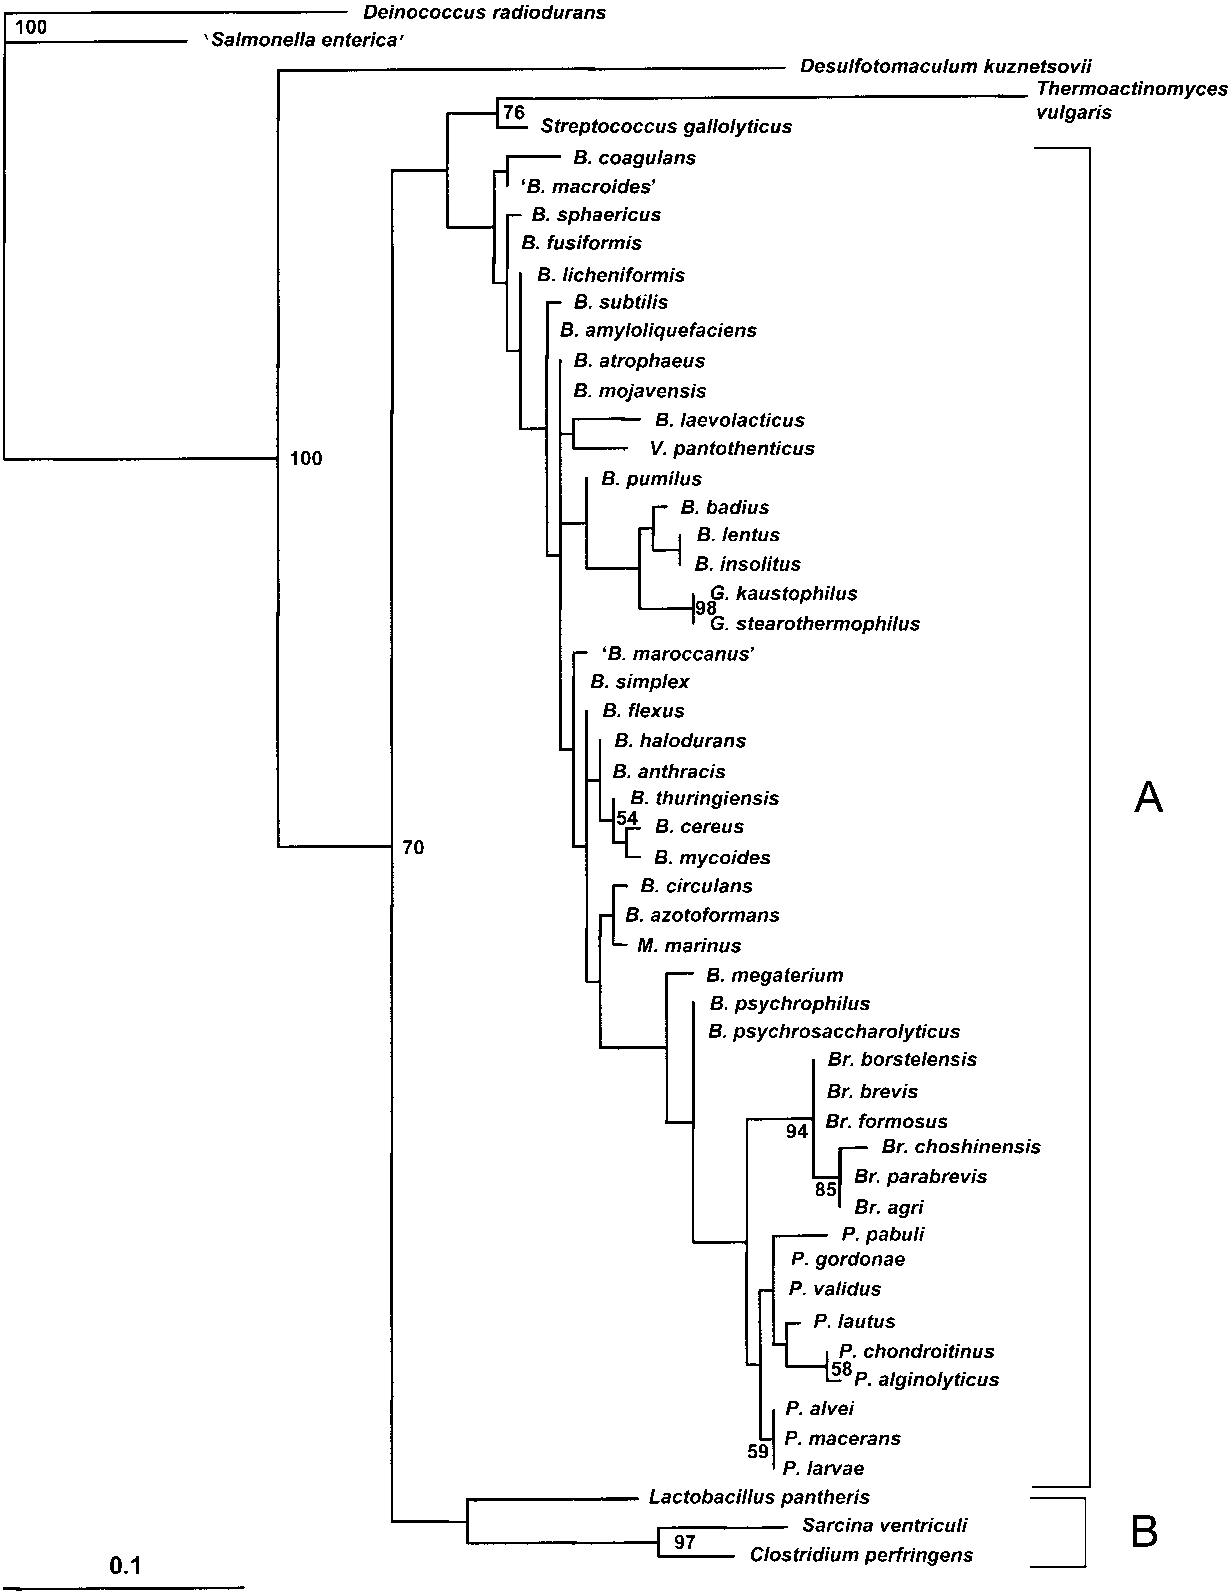 Deinococcus radiodurans
100
‘Salmonella enterica’
Desulfotomaculum kuznetsovii
Thermoactinomyces
vulgaris
76
Streptococcus gallolyticus
B. coagulans
‘B. macroides’
B. sphaericus
B. fusiformis
B. licheniformis
B. subtilis
B. amyloliquefaciens
B. atrophaeus
B. mojavensis
B. laevolacticus
V. pantothenticus
100
B. pumilus
B. badius
B. lentus
B. insolitus
G. kaustophilus
98
G. stearothermophilus
‘B. maroccanus’
B. simplex
B. flexus
B. halodurans
B. anthracis
A
B. thuringiensis
54
B. cereus
70
B. mycoides
B. circulans
B. azotoformans
M. marinus
B. megaterium
B. psychrophilus
B. psychrosaccharolyticus
Br. borstelensis
Br. brevis
Br. formosus
94
Br. choshinensis
Br. parabrevis
85
Br. agri
P. pabuli
P. gordonae
P. validus
P. lautus
P. chondroitinus
58
P. alginolyticus
P. alvei
P. macerans
59
P. larvae
Lactobacillus pantheris
Sarcina ventriculi
B
97
Clostridium perfringens
0.1